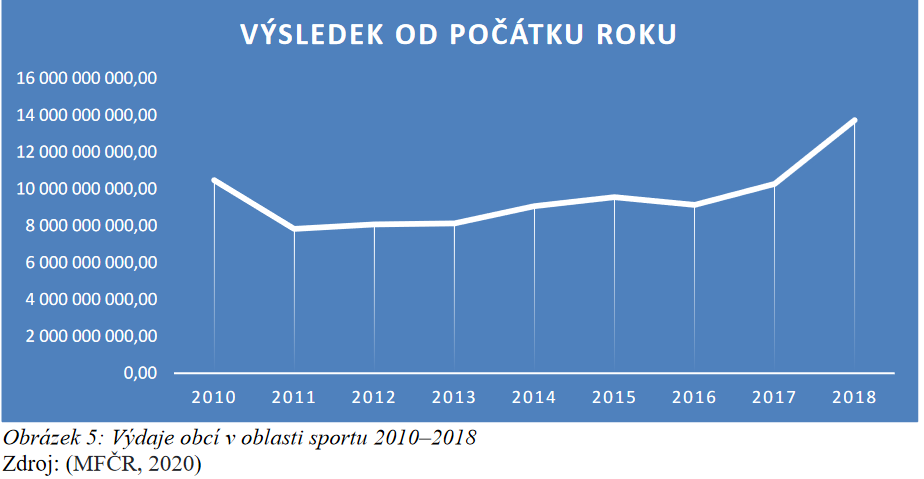 VÝSLEDEK OD POČÁTKU ROKU
16 000 000 000,00
14 000 000 000,00
12 000 000 000,00
10 000 000 000,00
8 000 000 000,00
6 000 000 000,00
4 000 000 000,00
2 000 000 000,00
0,00
2010 2011 2012 2013 2014 2015 2016 2017 2018
Obrázek 5: Výdaje obcí v oblasti sportu 2010–2018
Zdroj: (MFČR, 2020)